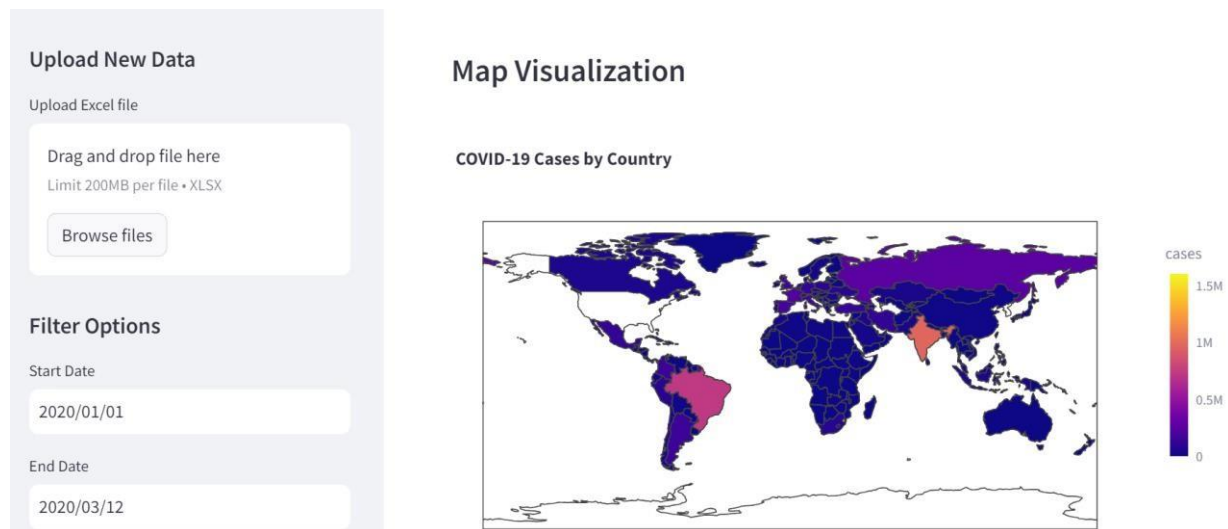 Upload New Data
Upload Excel file
Drag and drop file here
Limit 200MB per file • XLSX
Browse files
Filter Options
Start Date
2020/01/01
End Date
2020/03/12
Map Visualization
COVID-19 Cases by Country
cases
1.5M
1M
0.5M
0